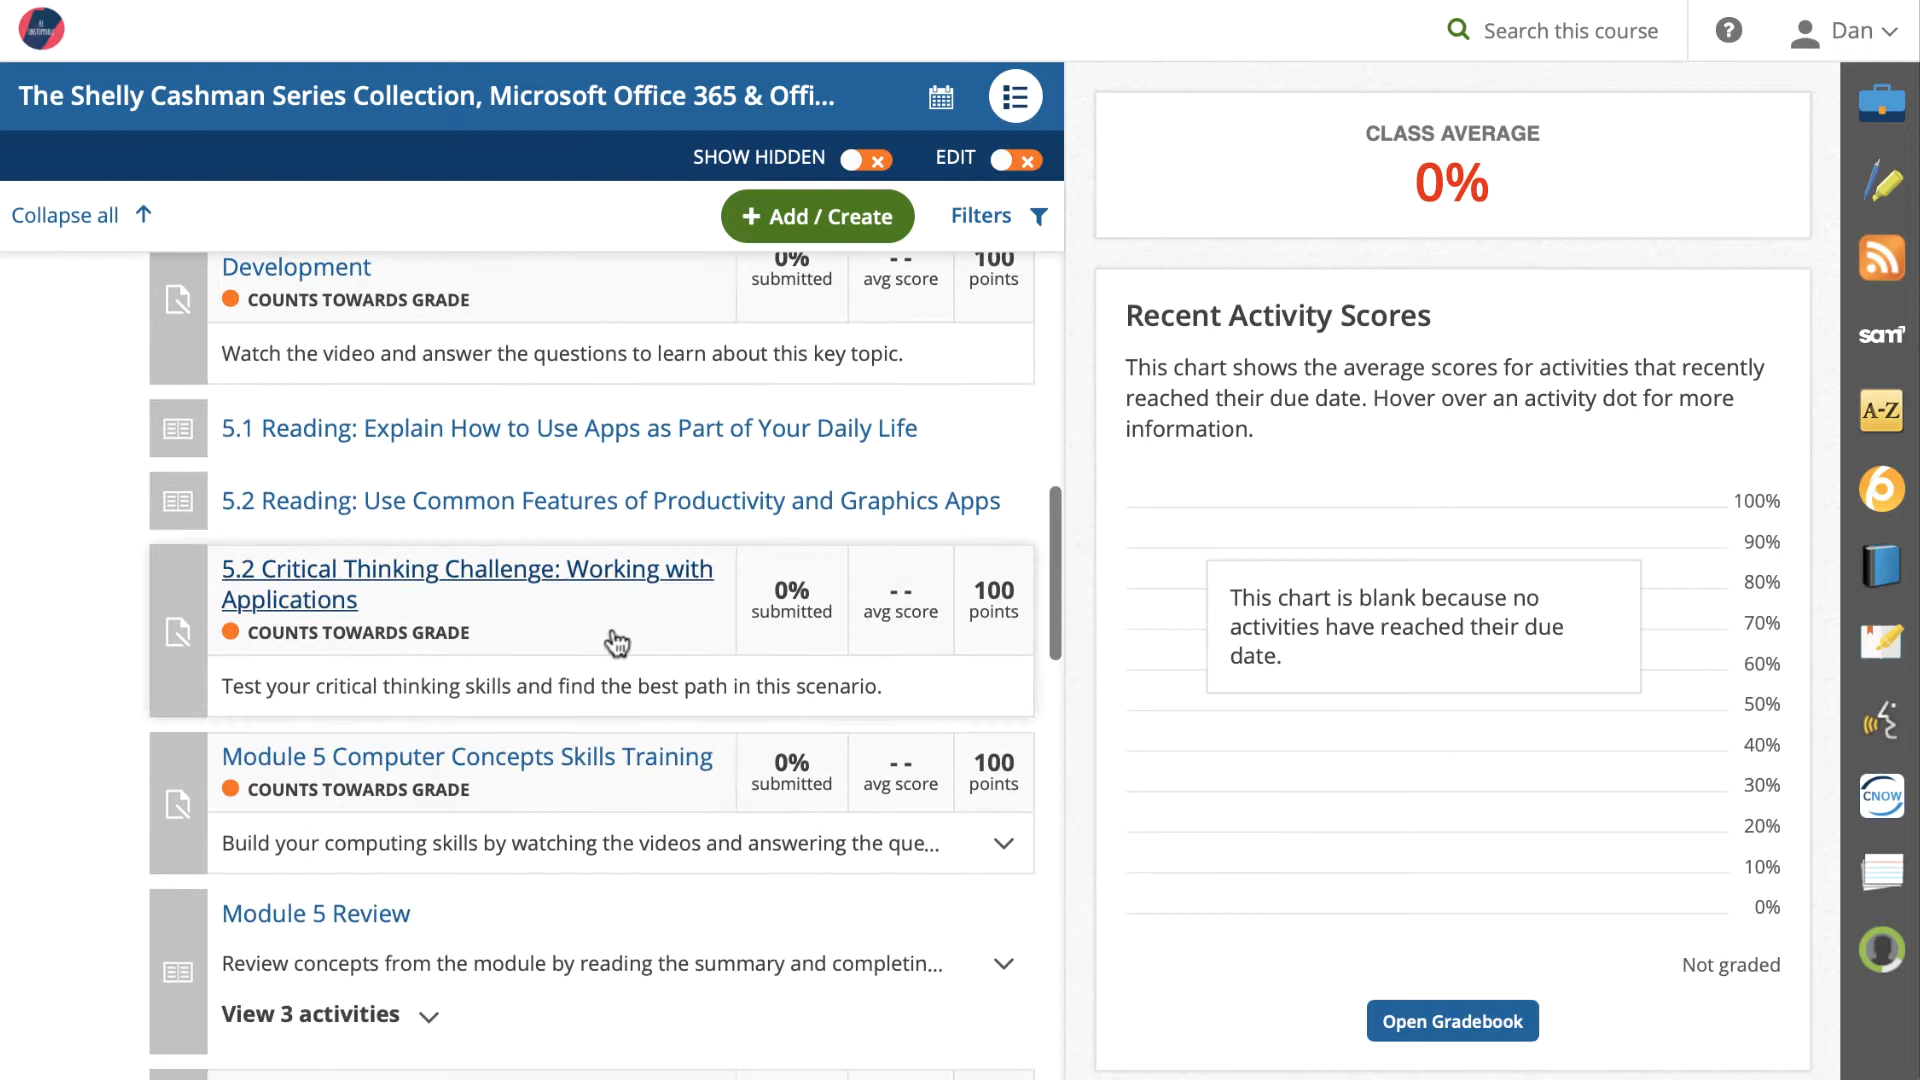 BE
UNSTOPPABLE
Search this course
?
Dan
The Shelly Cashman Series Collection, Microsoft Office 365 & Offi...
SHOW HIDDEN
EDIT
Collapse all
+ Add / Create
Filters
Development
COUNTS TOWARDS GRADE
0%
submitted
- -
avg score
100
points
Watch the video and answer the questions to learn about this key topic.
5.1 Reading: Explain How to Use Apps as Part of Your Daily Life
5.2 Reading: Use Common Features of Productivity and Graphics Apps
5.2 Critical Thinking Challenge: Working with
Applications
COUNTS TOWARDS GRADE
0%
submitted
- -
avg score
100
points
Test your critical thinking skills and find the best path in this scenario.
Module 5 Computer Concepts Skills Training
COUNTS TOWARDS GRADE
0%
submitted
- -
avg score
100
points
Build your computing skills by watching the videos and answering the que...
Module 5 Review
Review concepts from the module by reading the summary and completin...
View 3 activities
CLASS AVERAGE
0%
Recent Activity Scores
This chart shows the average scores for activities that recently
reached their due date. Hover over an activity dot for more
information.
100%
90%
80%
70%
60%
50%
40%
30%
20%
10%
0%
This chart is blank because no
activities have reached their due
date.
Not graded
Open Gradebook
sam
A-Z
CNOW